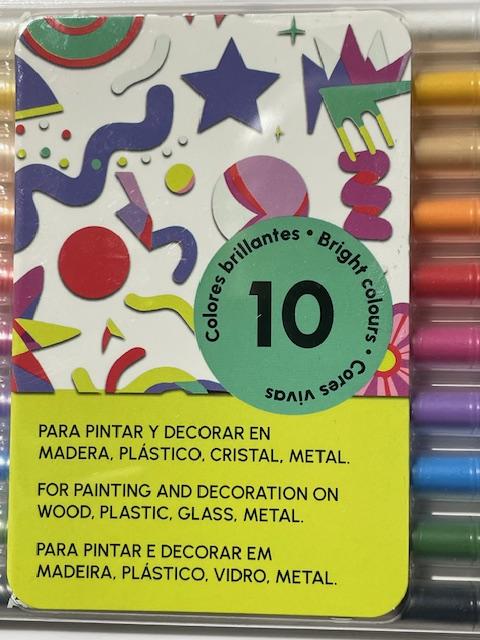 Colores brillantes • Bright colours • Cores vivas •
10
PARA PINTAR Y DECORAR EN
MADERA, PLÁSTICO, CRISTAL, METAL.
FOR PAINTING AND DECORATION ON
WOOD, PLASTIC, GLASS, METAL.
PARA PINTAR E DECORAR EM
MADEIRA, PLÁSTICO, VIDRO, METAL.